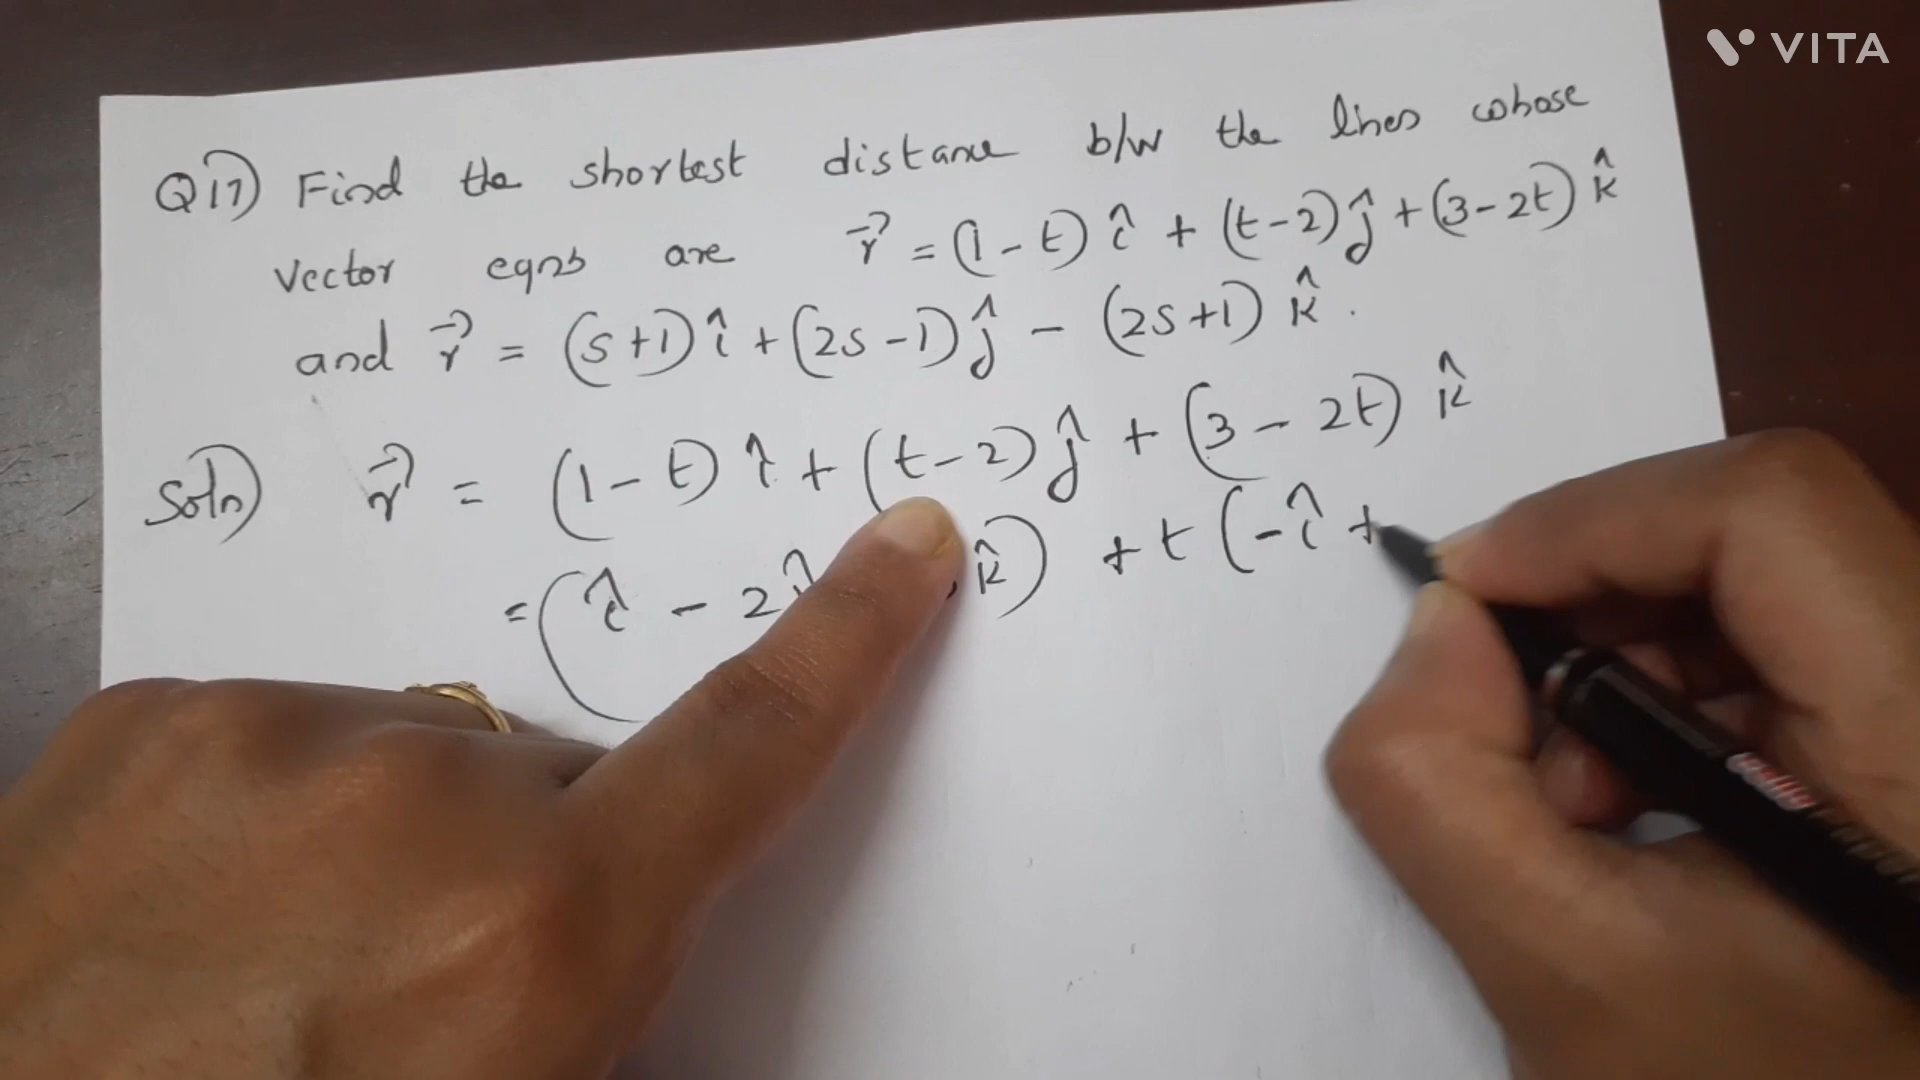 VITA
Q17) Find the shortest distance b/w the lines whose
vector eqns are r⃗ = (1-t) î + (t-2) ĵ + (3-2t) k̂
and r⃗ = (s+1) î + (2s-1) ĵ - (2s+1) k̂.
Soln) r⃗ = (1-t) î + (t-2) ĵ + (3-2t) k̂
= (î - 2ĵ k̂) + t (-î +